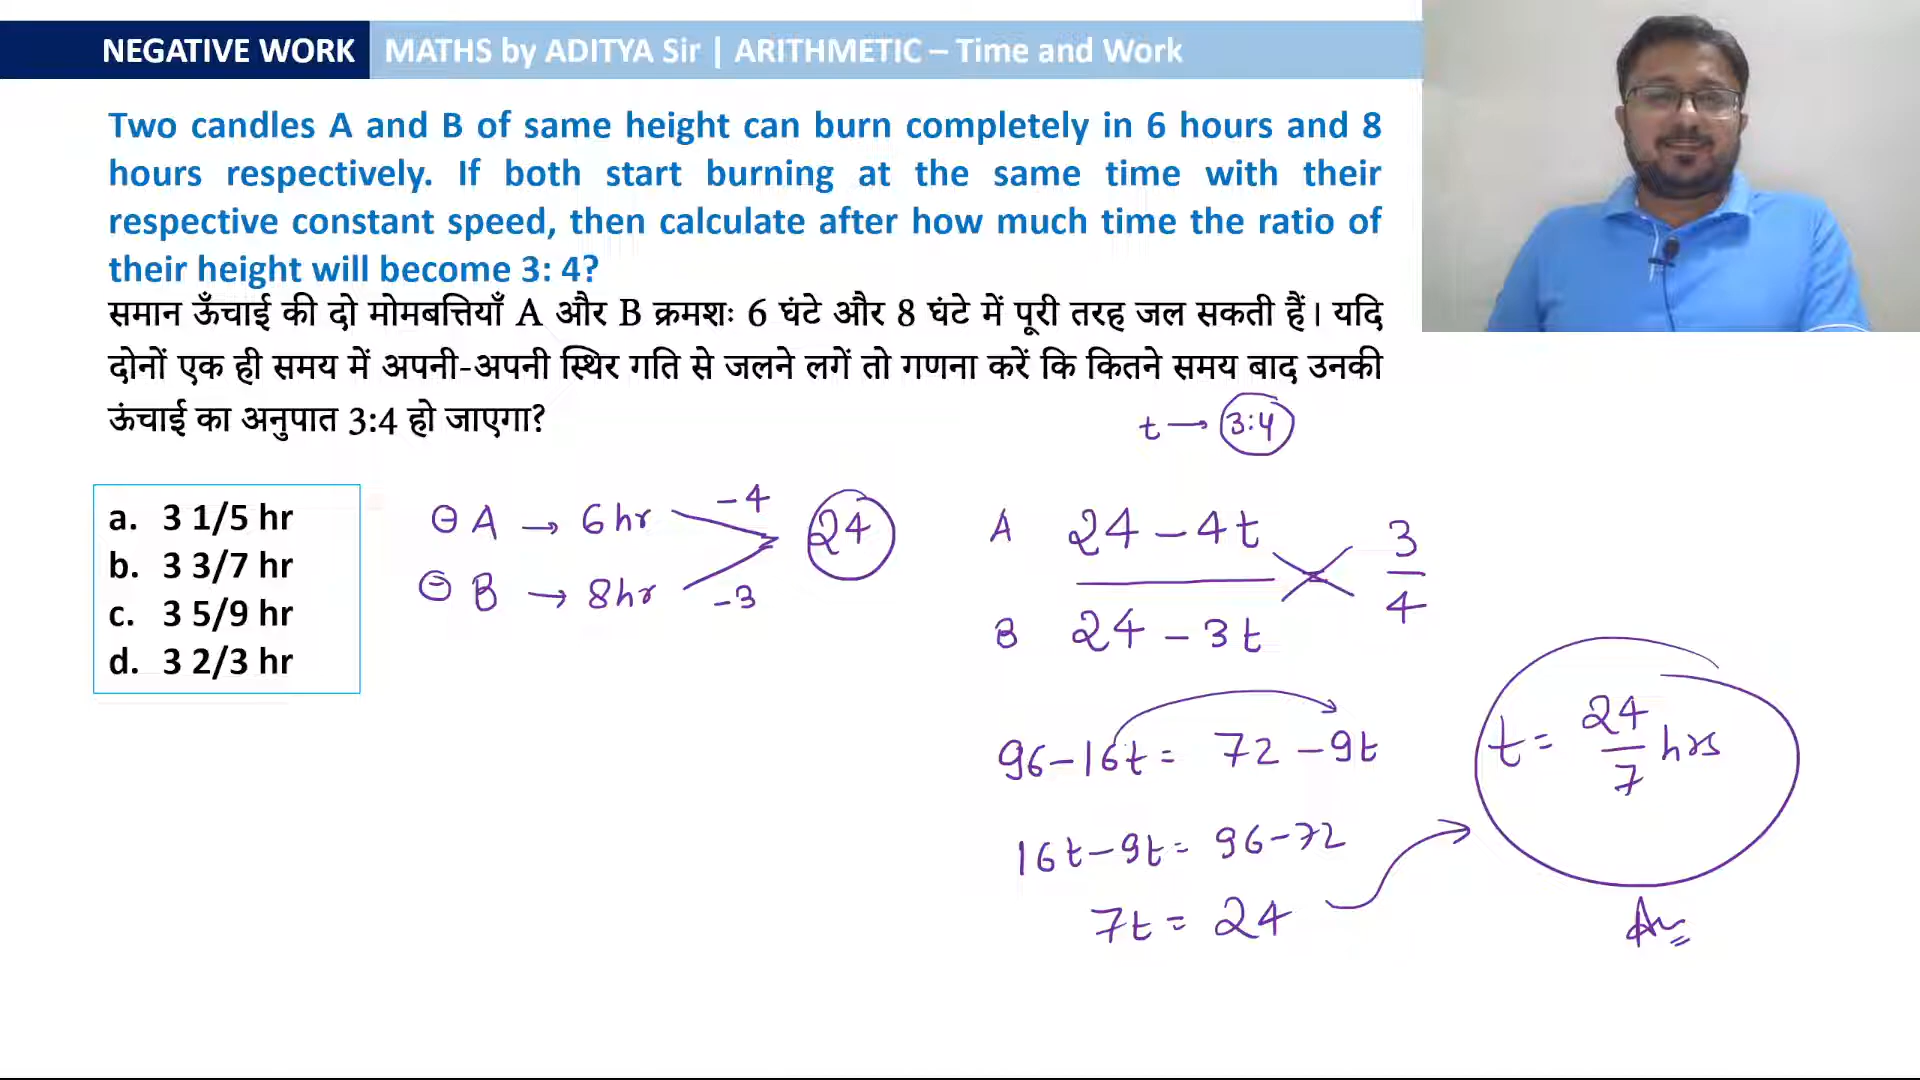 NEGATIVE WORK MATHS by ADITYA Sir | ARITHMETIC – Time and Work
Two candles A and B of same height can burn completely in 6 hours and 8
hours respectively. If both start burning at the same time with their
respective constant speed, then calculate after how much time the ratio of
their height will become 3: 4?
समान ऊँचाई की दो मोमबत्तियाँ A और B क्रमशः 6 घंटे और 8 घंटे में पूरी तरह जल सकती हैं। यदि
दोनों एक ही समय में अपनी-अपनी स्थिर गति से जलने लगें तो गणना करें कि कितने समय बाद उनकी
ऊंचाई का अनुपात 3:4 हो जाएगा?
t → 3:4
a. 3 1/5 hr
b. 3 3/7 hr
c. 3 5/9 hr
d. 3 2/3 hr
⊖ A → 6 hr -4
24
⊖ B → 8 hr -3
A 24 - 4t 3
B 24 - 3t 4
96 - 16t = 72 - 9t
16t - 9t = 96 - 72
7t = 24
t = 24/7 hrs
Ans